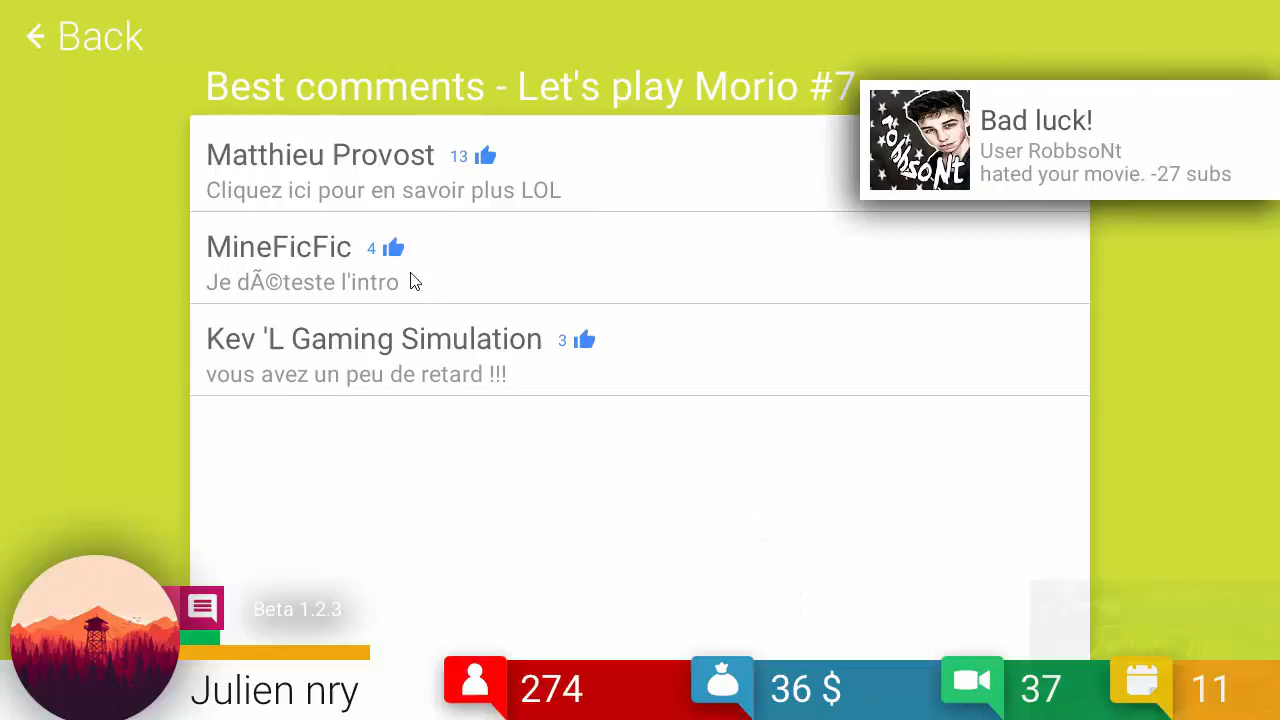 Back
Best comments - Let's play Morio #7
Bad luck!
User RobbsoNt
hated your movie. -27 subs
RobbsoNt
Matthieu Provost 13
Cliquez ici pour en savoir plus LOL
MineFicFic 4
Je dÃ©teste l'intro
Kev 'L Gaming Simulation 3
vous avez un peu de retard !!!
Beta 1.2.3
Julien nry
274
36 $
37
11